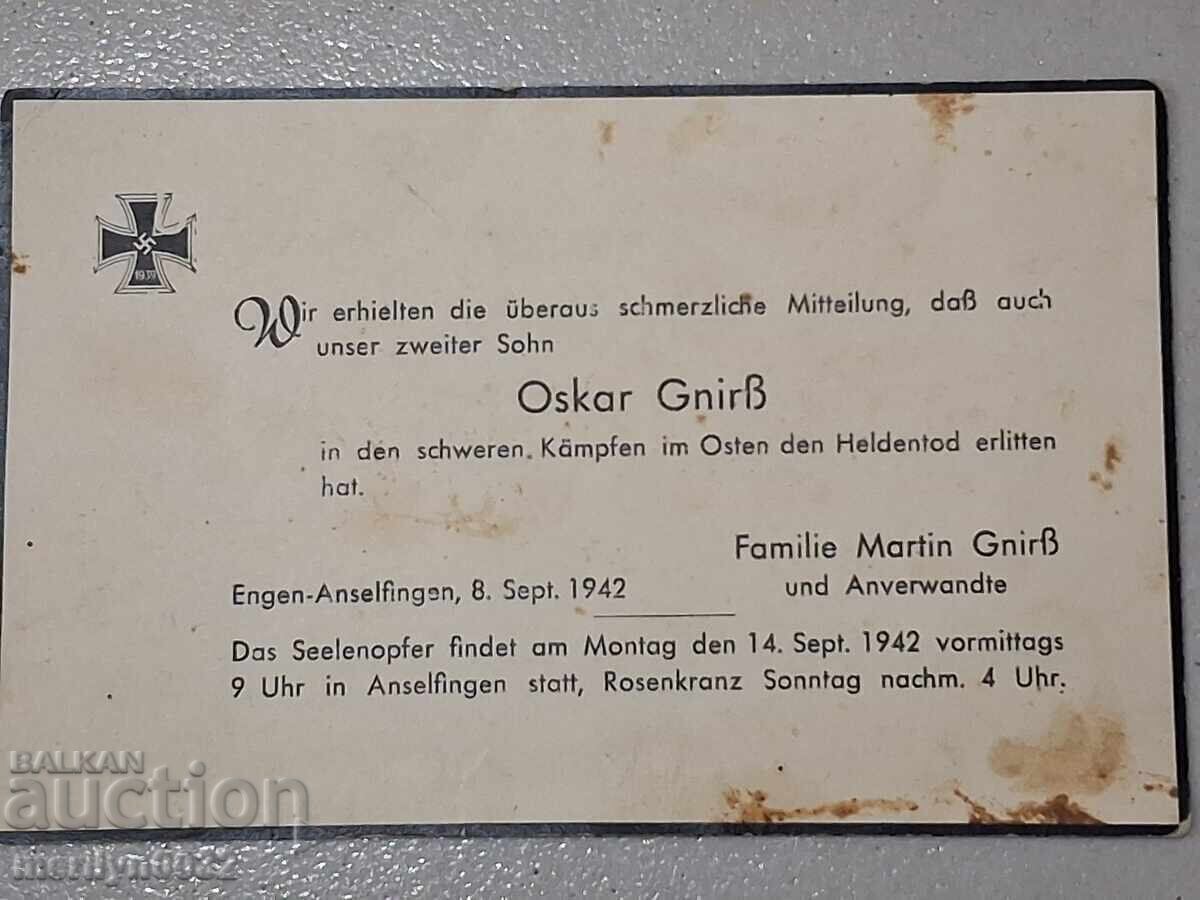 1939
Wir erhielten die überaus schmerzliche Mitteilung, daß auch
unser zweiter Sohn
Oskar Gnirß
in den schweren Kämpfen im Osten den Heldentod erlitten
hat.
Familie Martin Gnirß
und Anverwandte
Engen-Anselfingen, 8. Sept. 1942
Das Seelenopfer findet am Montag den 14. Sept. 1942 vormittags
9 Uhr in Anselfingen statt, Rosenkranz Sonntag nachm. 4 Uhr.
BALKAN
auction
merilyn0022